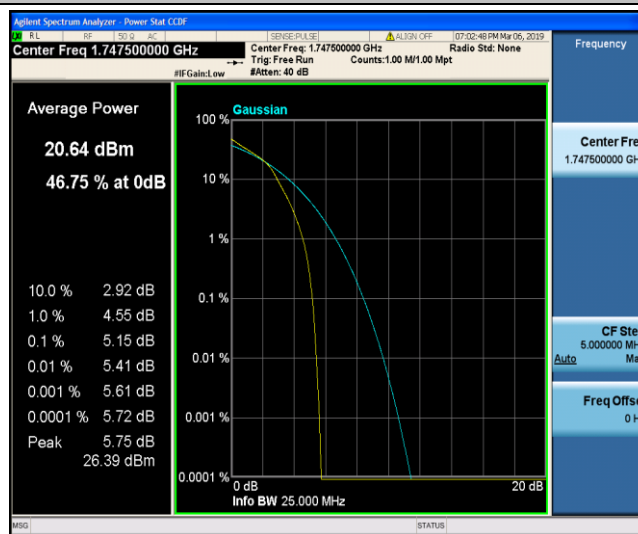 Agilent Spectrum Analyzer - Power Stat CCDF
RL RF 50 Ω AC SENSE:PULSE ALIGN OFF 07:02:48 PM Mar 06, 2019
Center Freq 1.747500000 GHz
Center Freq: 1.747500000 GHz Radio Std: None
Trig: Free Run Counts:1.00 M/1.00 Mpt
#IFGain:Low #Atten: 40 dB
Frequency
Average Power
20.64 dBm
46.75 % at 0dB
10.0 % 2.92 dB
1.0 % 4.55 dB
0.1 % 5.15 dB
0.01 % 5.41 dB
0.001 % 5.61 dB
0.0001 % 5.72 dB
Peak 5.75 dB
26.39 dBm
Gaussian
100 %
10 %
1 %
0.1 %
0.01 %
0.001 %
0.0001 %
0 dB 20 dB
Info BW 25.000 MHz
Center Fre
1.747500000 GH
CF Ste
5.000000 MH
Auto Ma
Freq Offse
0 H
MSG STATUS